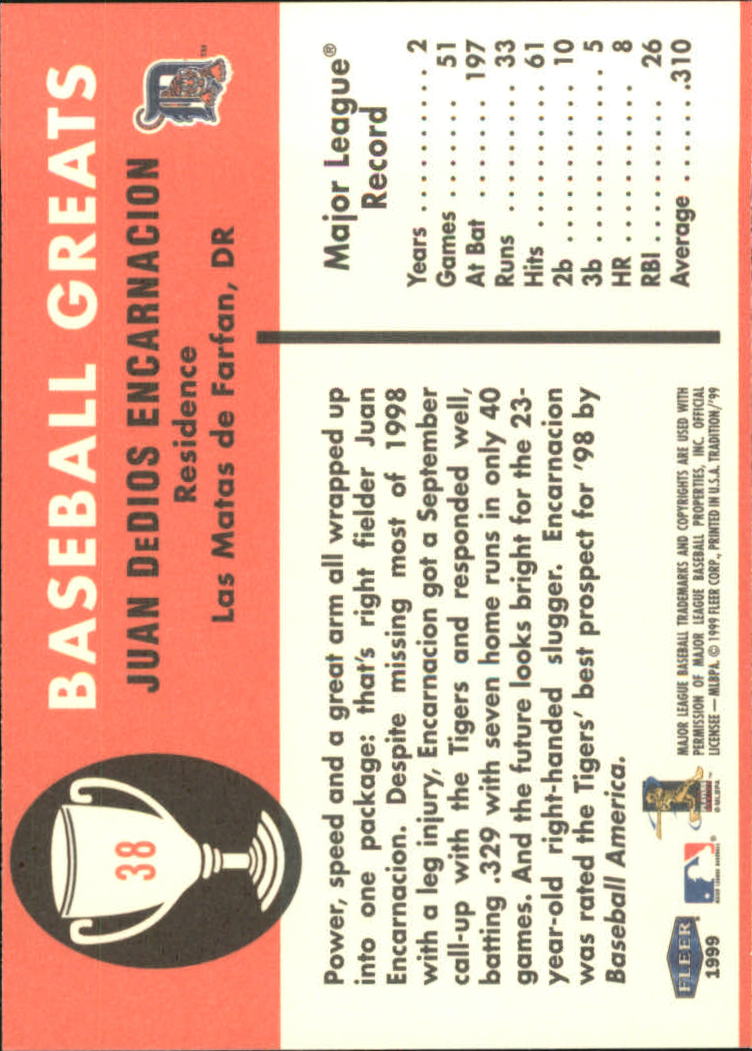 38
BASEBALL GREATS
JUAN DeDIOS ENCARNACION
Residence
Las Matas de Farfan, DR
TM
Power, speed and a great arm all wrapped up
into one package: that's right fielder Juan
Encarnacion. Despite missing most of 1998
with a leg injury, Encarnacion got a September
call-up with the Tigers and responded well,
batting .329 with seven home runs in only 40
games. And the future looks bright for the 23-
year-old right-handed slugger. Encarnacion
was rated the Tigers' best prospect for '98 by
Baseball America.
Major League®
Record
Years . . . . . . . . . . 2
Games . . . . . . . 51
At Bat . . . . . . . 197
Runs . . . . . . . . . 33
Hits . . . . . . . . . . 61
2b . . . . . . . . . . . 10
3b . . . . . . . . . . . . 5
HR . . . . . . . . . . . 8
RBI . . . . . . . . . . 26
Average . . . . . . .310
FLEER
1999
MAJOR LEAGUE BASEBALL TRADEMARKS AND COPYRIGHTS ARE USED WITH
PERMISSION OF MAJOR LEAGUE BASEBALL PROPERTIES, INC. OFFICIAL
LICENSEE — MLBPA. © 1999 FLEER CORP., PRINTED IN U.S.A. TRADITION/'99